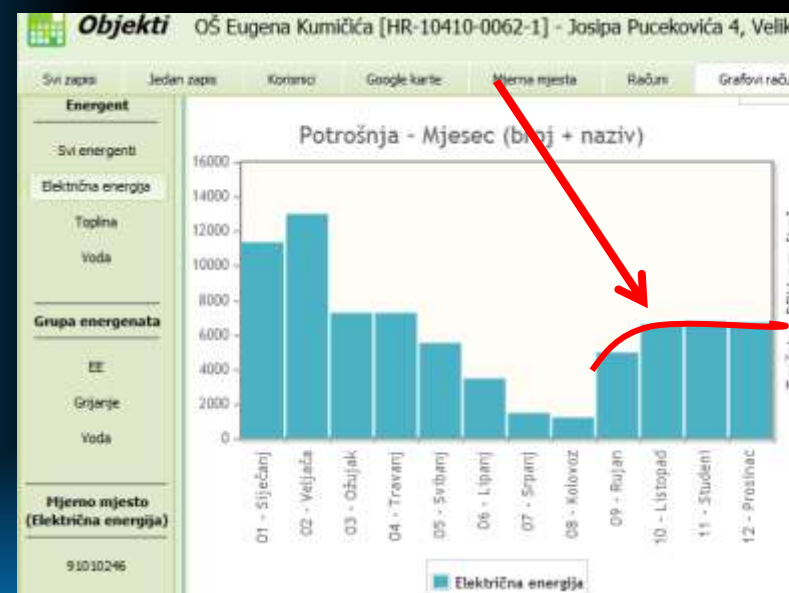 Objekti OŠ Eugena Kumičića [HR-10410-0062-1] - Josipa Pucekovića 4, Velik
Svi zapisi Jedan zapis Korisnici Google karte Mjerna mjesta Računi Grafovi raču
Energent
Svi energenti
Električna energija
Toplina
Voda
Grupa energenata
EE
Grijanje
Voda
Mjerno mjesto
(Električna energija)
91010246
Potrošnja - Mjesec (broj + naziv)
16000
14000
12000
10000
8000
6000
4000
2000
0
01 - Siječanj
02 - Veljača
03 - Ožujak
04 - Travanj
05 - Svibanj
06 - Lipanj
07 - Srpanj
08 - Kolovoz
09 - Rujan
10 - Listopad
11 - Studeni
12 - Prosinac
Električna energija